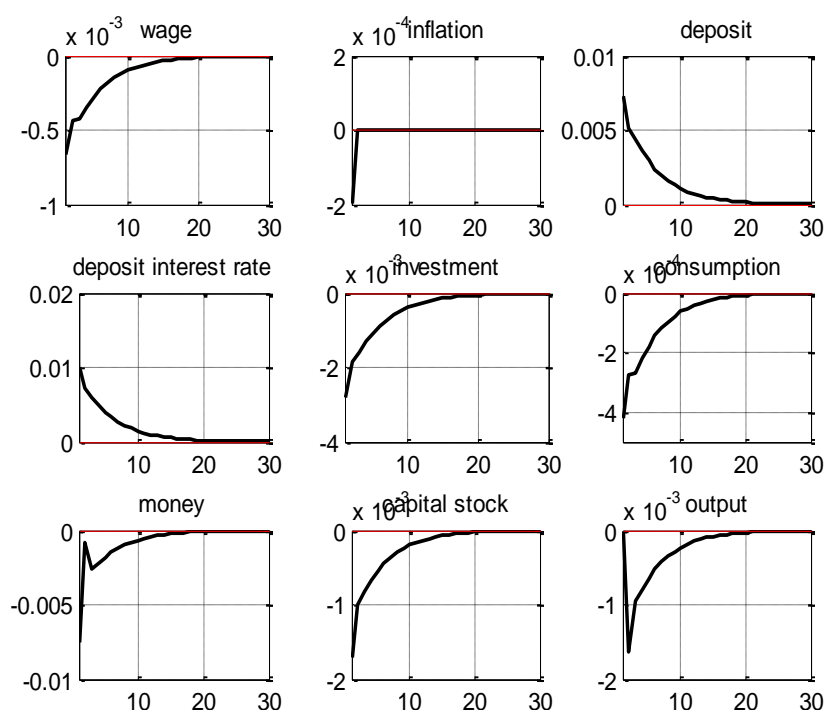 x 10^-3 wage
0
-0.5
-1
10 20 30
x 10^-4 inflation
2
0
-2
10 20 30
deposit
0.01
0.005
0
10 20 30
deposit interest rate
0.02
0.01
0
10 20 30
x 10^-3 investment
0
-2
-4
10 20 30
x 10^-4 consumption
0
-2
-4
10 20 30
money
0
-0.005
-0.01
10 20 30
x 10^-3 capital stock
0
-1
-2
10 20 30
x 10^-3 output
0
-1
-2
10 20 30